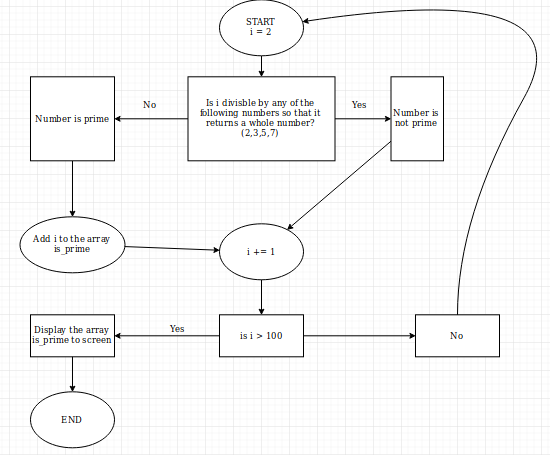 START
i = 2
Is i divisble by any of the
following numbers so that it
returns a whole number?
(2,3,5,7)
No
Yes
Number is prime
Number is
not prime
Add i to the array
is_prime
i += 1
Display the array
is_prime to screen
Yes
is i > 100
No
END